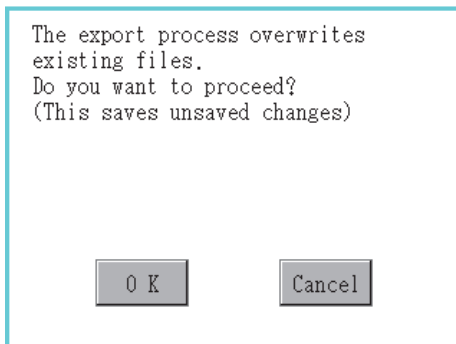 The export process overwrites
existing files.
Do you want to proceed?
(This saves unsaved changes)
O K
Cancel